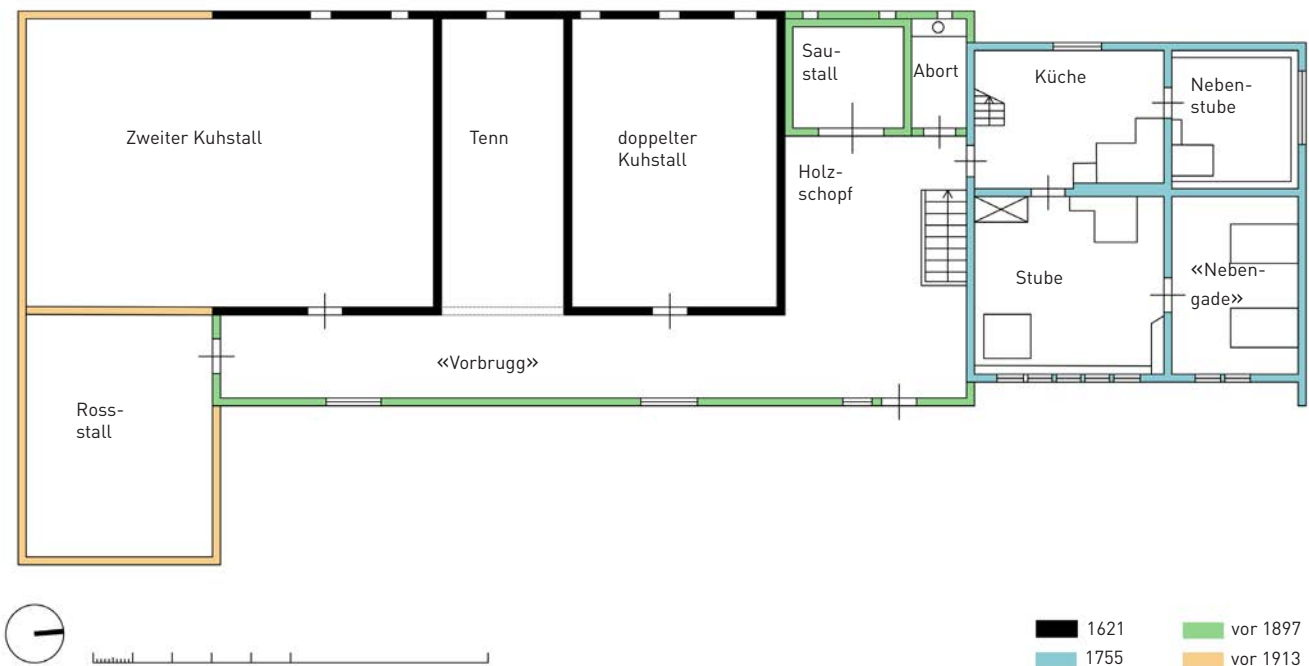 Sau-
stall
Abort
Küche
Neben-
stube
Zweiter Kuhstall
Tenn
doppelter
Kuhstall
Holz-
schopf
Stube
«Neben-
gade»
«Vorbrugg»
Ross-
stall
1621
vor 1897
1755
vor 1913